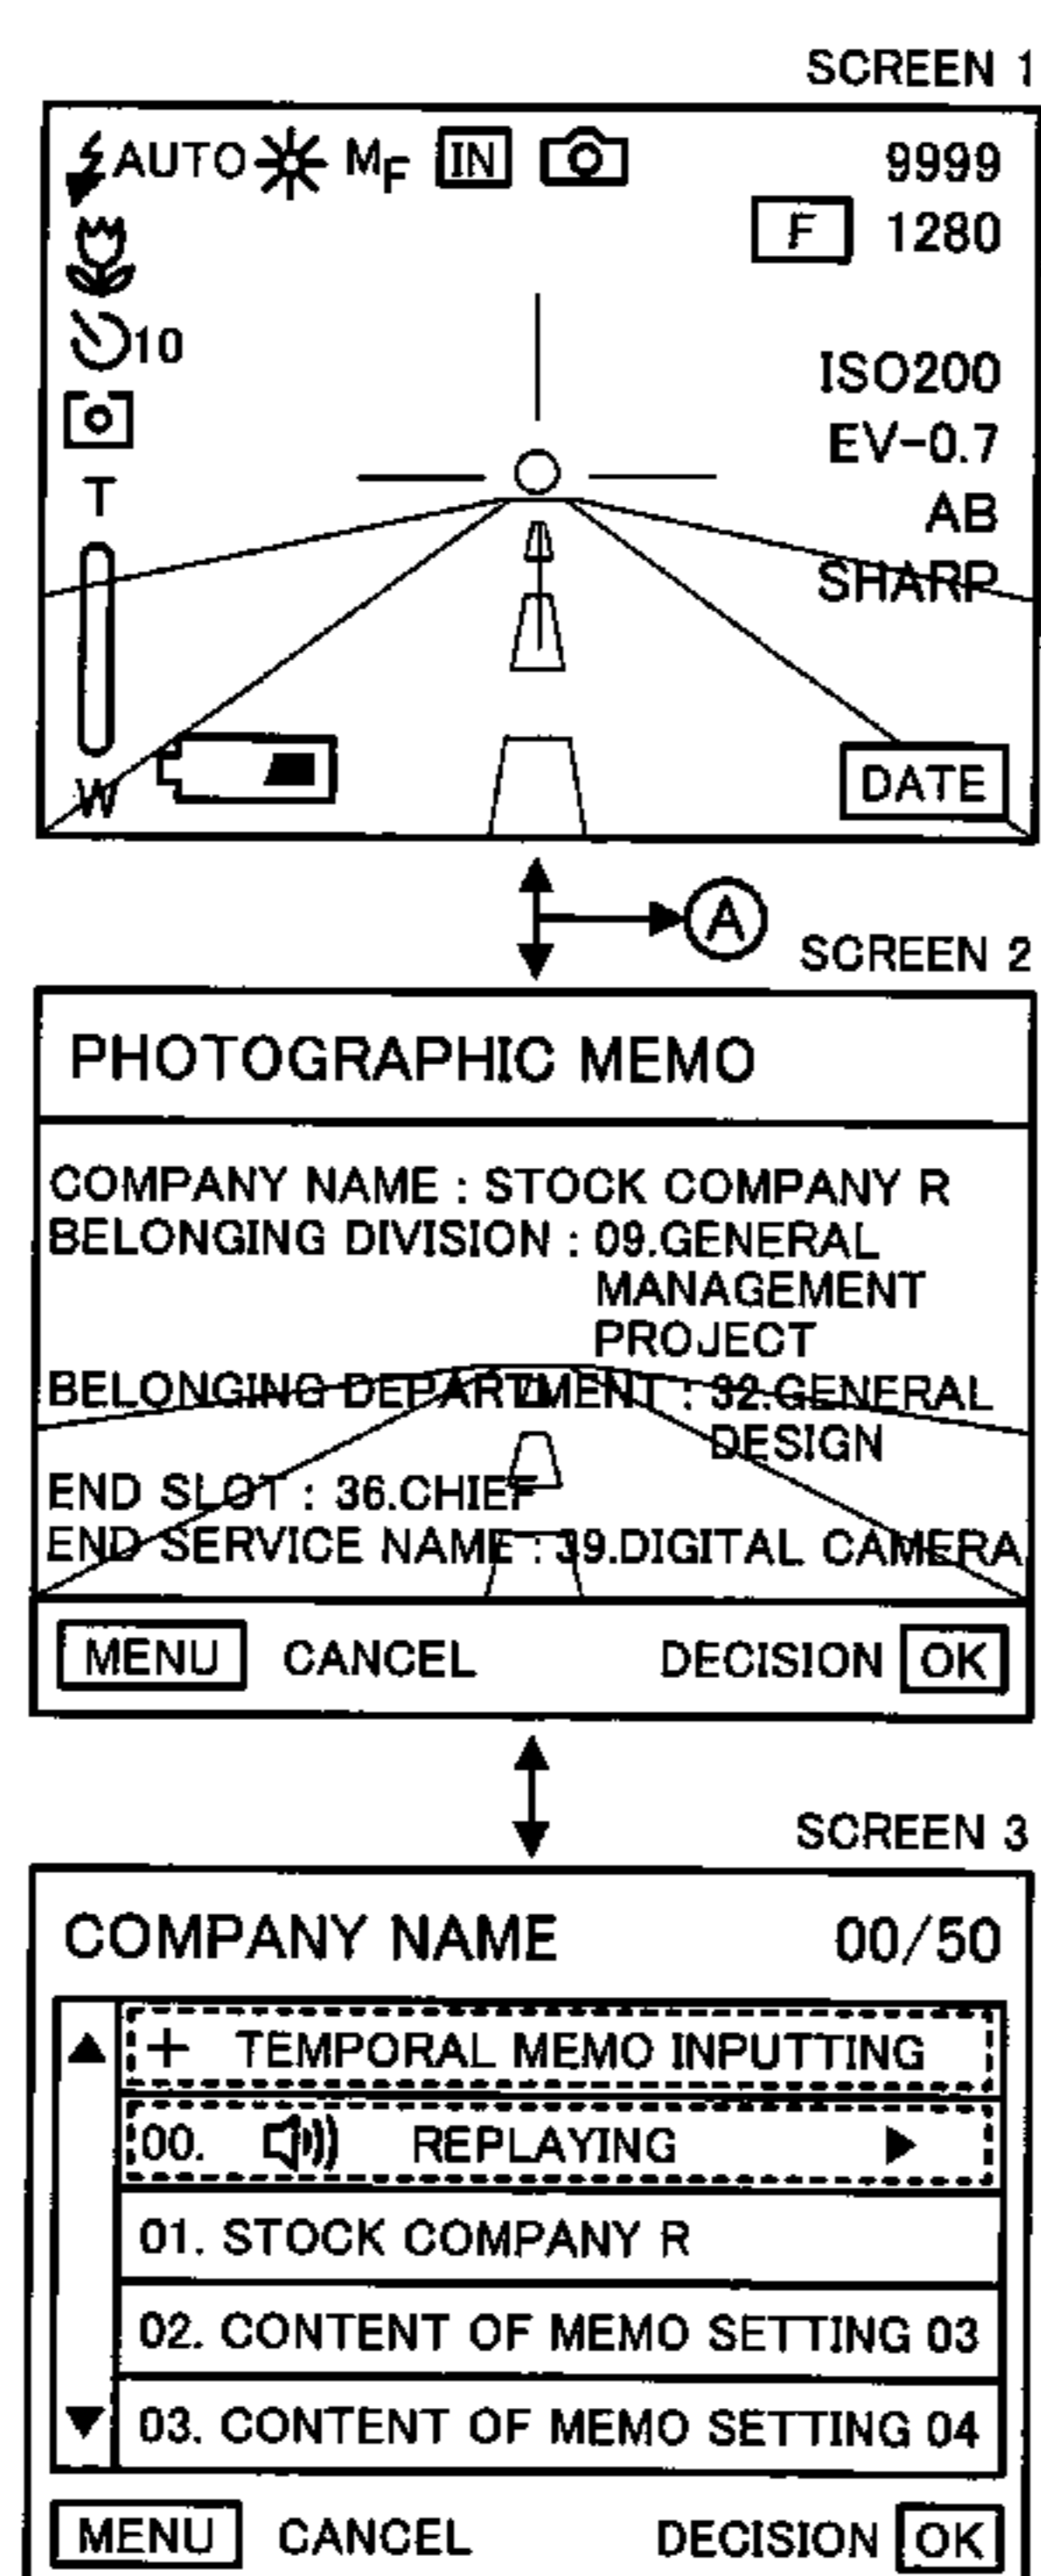 SCREEN 1
AUTO MF IN 9999
F 1280
10
ISO200
EV-0.7
T
AB
SHARP
W
DATE
A
SCREEN 2
PHOTOGRAPHIC MEMO
COMPANY NAME : STOCK COMPANY R
BELONGING DIVISION : 09.GENERAL
MANAGEMENT
PROJECT
BELONGING DEPARTMENT : 32.GENERAL
DESIGN
END SLOT : 36.CHIEF
END SERVICE NAME : 39.DIGITAL CAMERA
MENU CANCEL DECISION OK
SCREEN 3
COMPANY NAME 00/50
+ TEMPORAL MEMO INPUTTING
00. REPLAYING
01. STOCK COMPANY R
02. CONTENT OF MEMO SETTING 03
03. CONTENT OF MEMO SETTING 04
MENU CANCEL DECISION OK